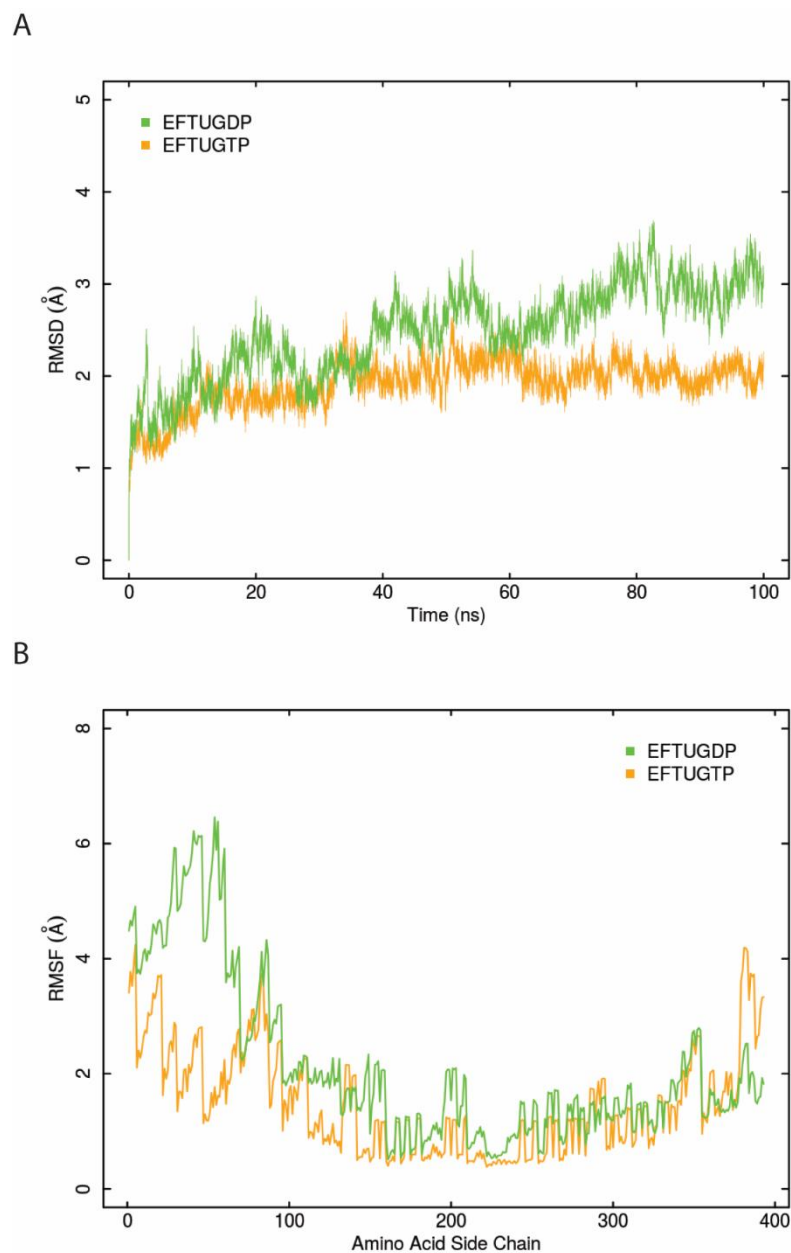 A
5
EFTUGDP
EFTUGTP
4
3
RMSD (Å)
2
1
0
0 20 40 60 80 100
Time (ns)
B
8
EFTUGDP
EFTUGTP
6
4
RMSF (Å)
2
0
0 100 200 300 400
Amino Acid Side Chain